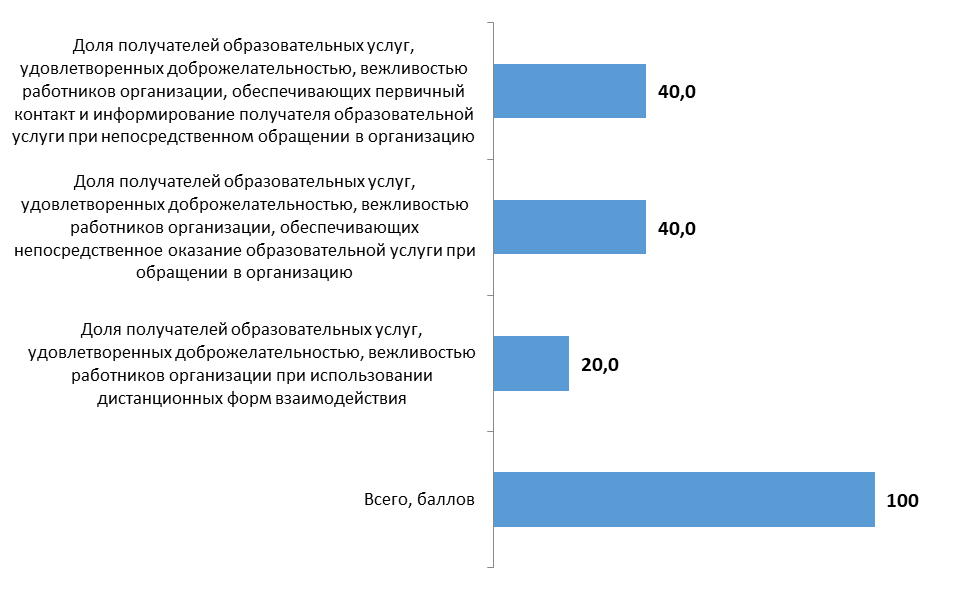 Доля получателей образовательных услуг,
удовлетворенных доброжелательностью, вежливостью
работников организации, обеспечивающих первичный
контакт и информирование получателя образовательной
услуги при непосредственном обращении в организацию
40,0
Доля получателей образовательных услуг,
удовлетворенных доброжелательностью, вежливостью
работников организации, обеспечивающих
непосредственное оказание образовательной услуги при
обращении в организацию
40,0
Доля получателей образовательных услуг,
удовлетворенных доброжелательностью, вежливостью
работников организации при использовании
дистанционных форм взаимодействия
20,0
Всего, баллов
100